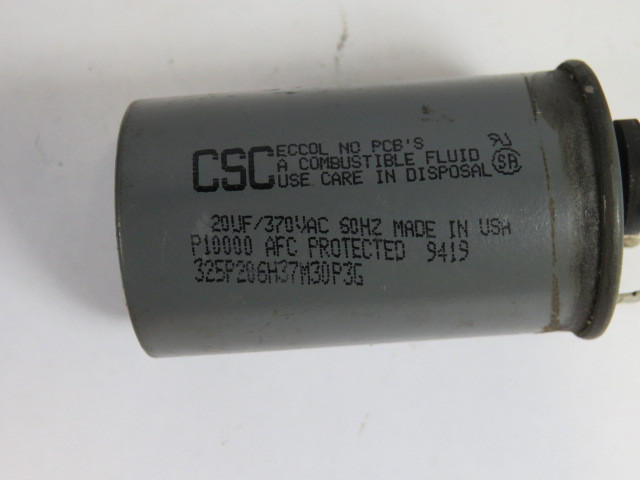 CSC
ECCOL NO PCB'S
A COMBUSTIBLE FLUID
USE CARE IN DISPOSAL
20UF/370VAC 60HZ MADE IN USA
P10000 AFC PROTECTED 9419
325P206H37M30P3G